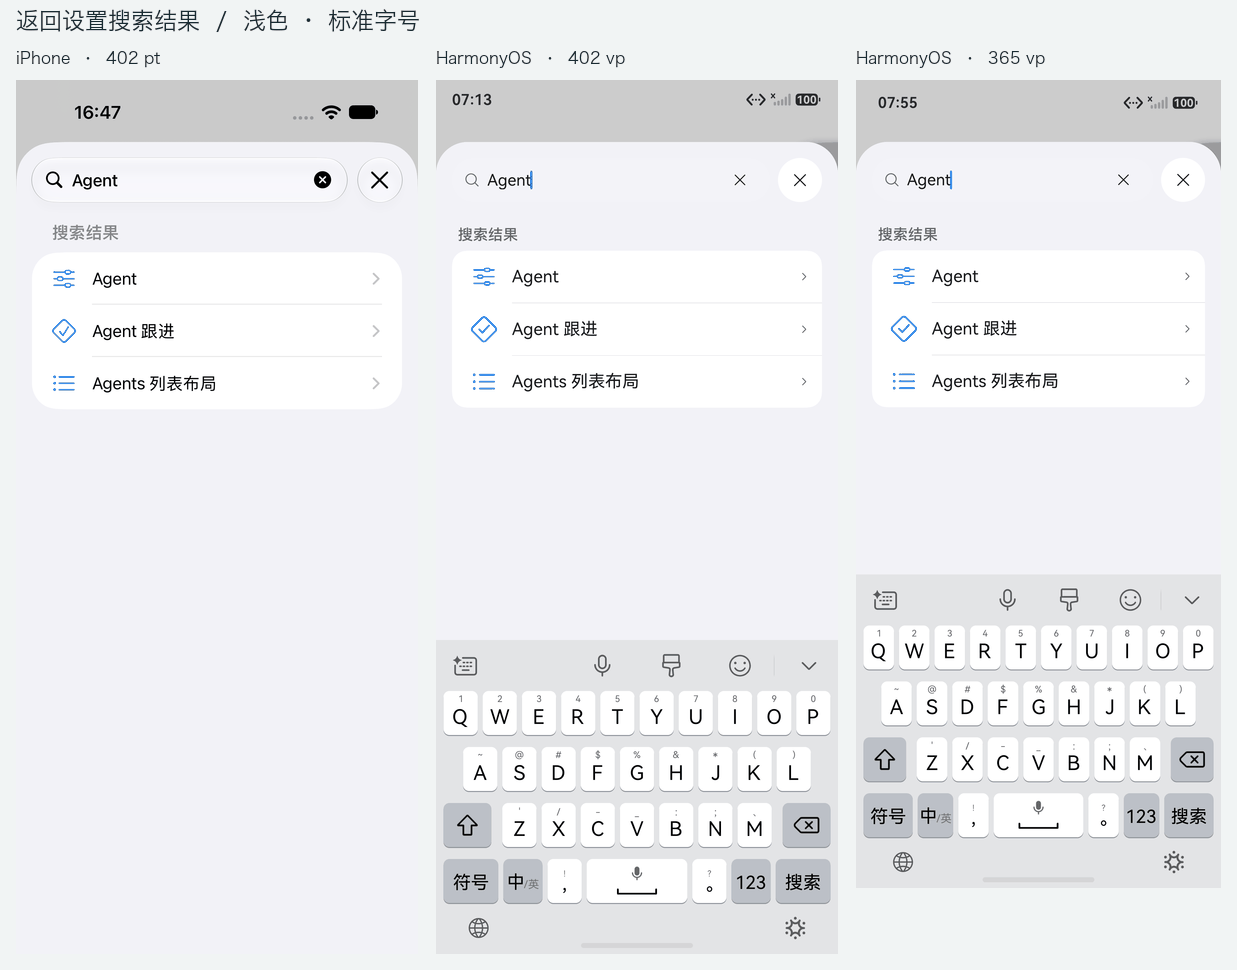 返回设置搜索结果 / 浅色 · 标准字号
iPhone · 402 pt
16:47
Agent
搜索结果
Agent
Agent 跟进
Agents 列表布局
HarmonyOS · 402 vp
07:13
100
Agent
搜索结果
Agent
Agent 跟进
Agents 列表布局
1 2 3 4 5 6 7 8 9 0
Q W E R T Y U I O P
~ @ # $ % & * ( )
A S D F G H J K L
' / - _ : ; 、
Z X C V B N M
! ?
符号 中/英 , 。 123 搜索
HarmonyOS · 365 vp
07:55
100
Agent
搜索结果
Agent
Agent 跟进
Agents 列表布局
1 2 3 4 5 6 7 8 9 0
Q W E R T Y U I O P
~ @ # $ % & * ( )
A S D F G H J K L
' / - _ : ; 、
Z X C V B N M
! ?
符号 中/英 , 。 123 搜索